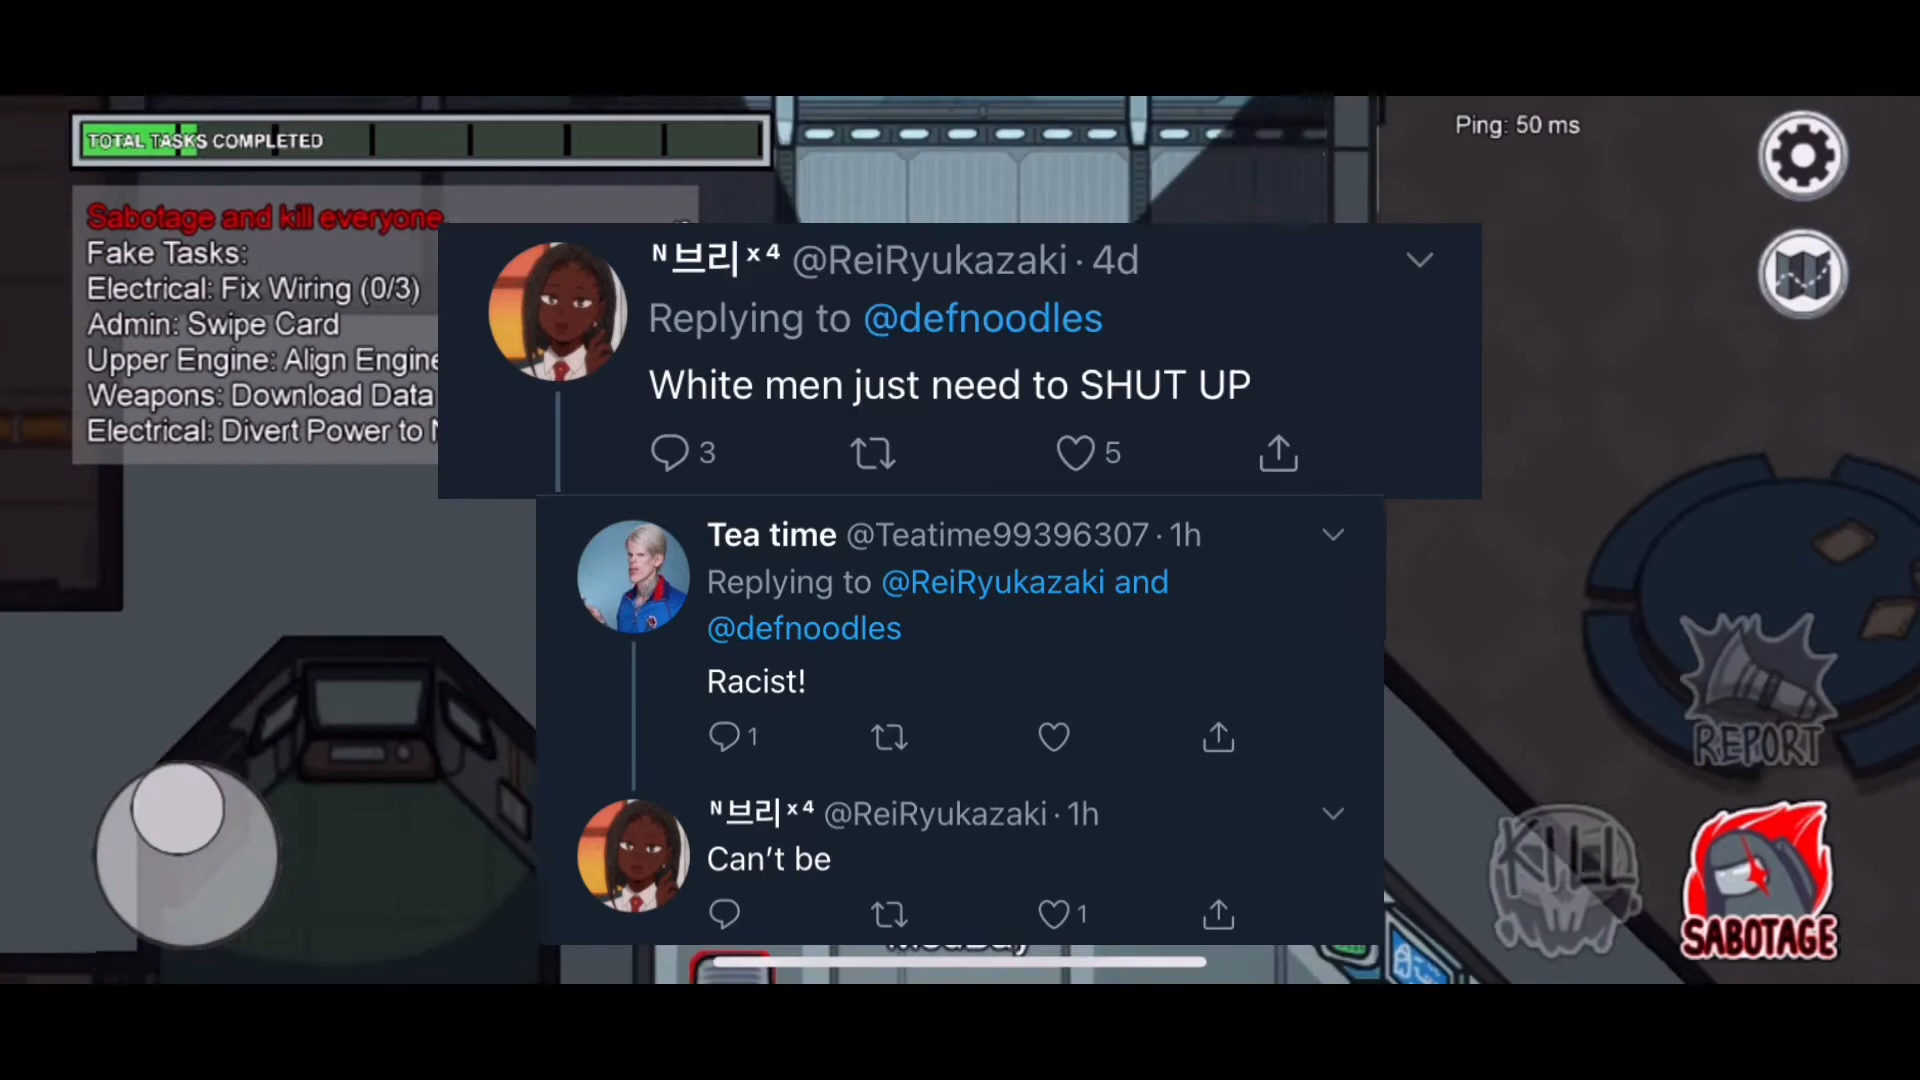 TOTAL TASKS COMPLETED
Ping: 50 ms
Sabotage and kill everyone
Fake Tasks:
Electrical: Fix Wiring (0/3)
Admin: Swipe Card
Upper Engine: Align Engine
Weapons: Download Data
Electrical: Divert Power to
ᴺ브리ˣ⁴ @ReiRyukazaki · 4d
Replying to @defnoodles
White men just need to SHUT UP
3 5
Tea time @Teatime99396307 · 1h
Replying to @ReiRyukazaki and
@defnoodles
Racist!
1
ᴺ브리ˣ⁴ @ReiRyukazaki · 1h
Can't be
1
REPORT
KILL
SABOTAGE
MedBay